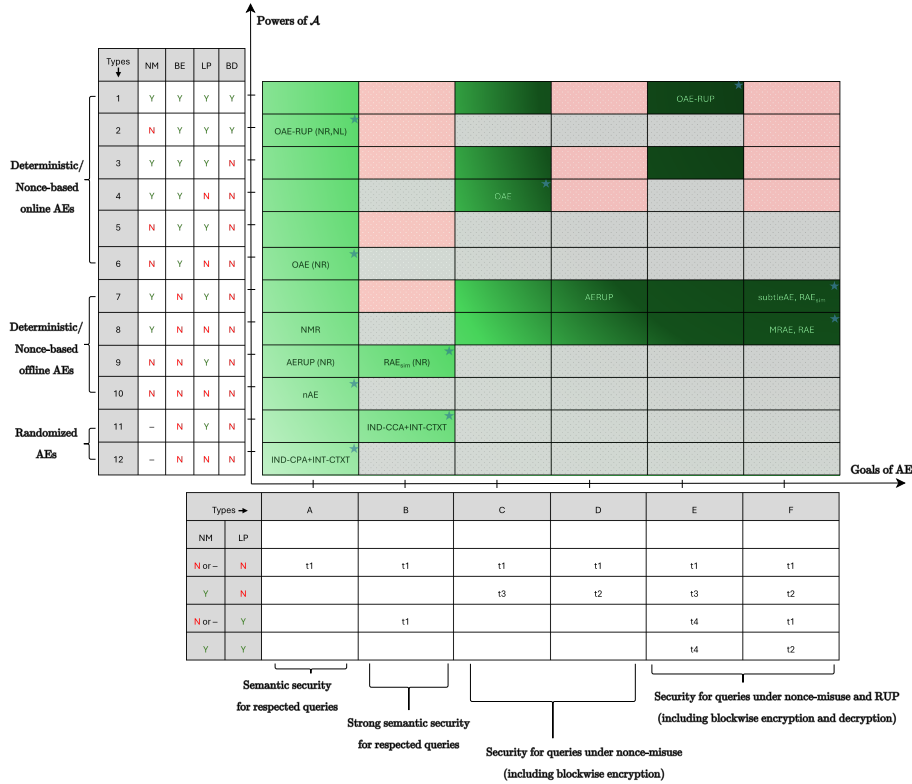 Powers of 𝒜
Types NM BE LP BD
1 Y Y Y Y OAE-RUP
2 N Y Y Y OAE-RUP (NR,NL)
3 Y Y Y N
4 Y Y N N OAE
5 N Y Y N
6 N Y N N OAE (NR)
Deterministic/
Nonce-based
online AEs
7 Y N Y N AERUP subtleAE, RAEsim
8 Y N N N NMR MRAE, RAE
9 N N Y N AERUP (NR) RAEsim (NR)
10 N N N N nAE
Deterministic/
Nonce-based
offline AEs
11 – N Y N IND-CCA+INT-CTXT
12 – N N N IND-CPA+INT-CTXT
Randomized
AEs
Goals of AE
Types A B C D E F
NM LP
N or – N t1 t1 t1 t1 t1 t1
Y N t3 t2 t3 t2
N or – Y t1 t4 t1
Y Y t4 t2
Semantic security
for respected queries
Strong semantic security
for respected queries
Security for queries under nonce-misuse
(including blockwise encryption)
Security for queries under nonce-misuse and RUP
(including blockwise encryption and decryption)